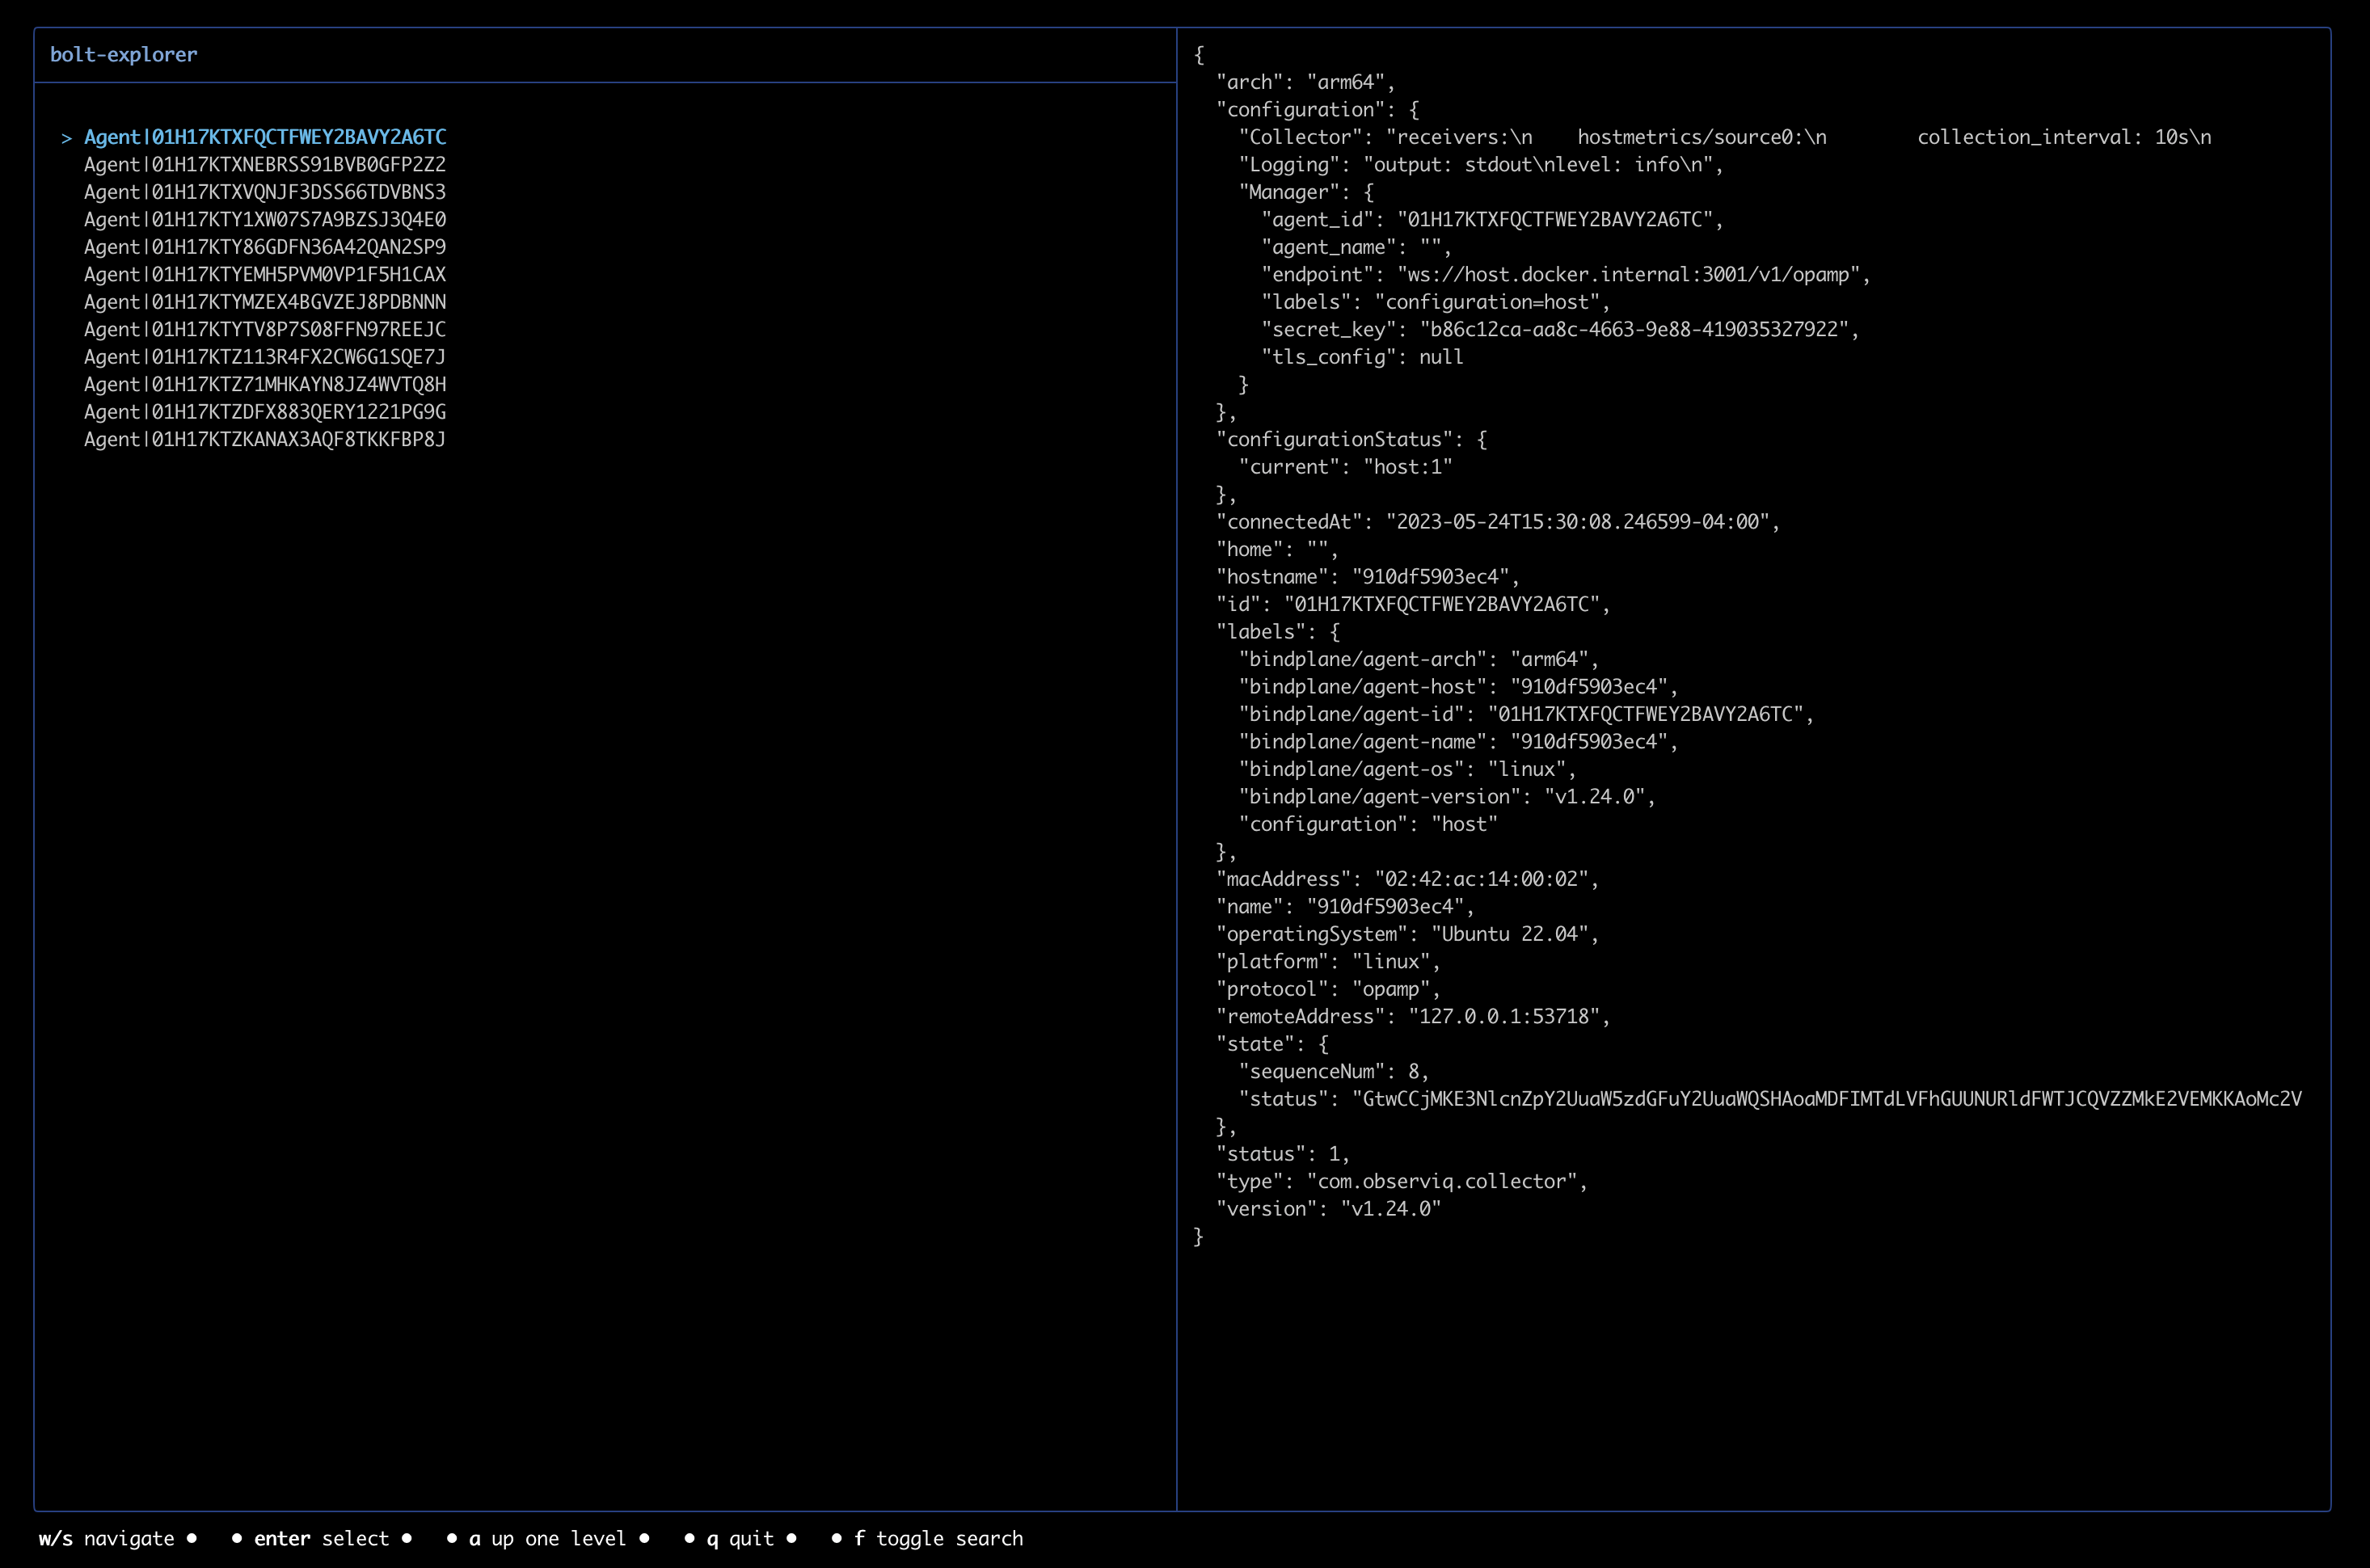 bolt-explorer
> Agent|01H17KTXFQCTFWEY2BAVY2A6TC
Agent|01H17KTXNEBRSS91BVB0GFP2Z2
Agent|01H17KTXVQNJF3DSS66TDVBNS3
Agent|01H17KTY1XW07S7A9BZSJ3Q4E0
Agent|01H17KTY86GDFN36A42QAN2SP9
Agent|01H17KTYEMH5PVM0VP1F5H1CAX
Agent|01H17KTYMZEX4BGVZEJ8PDBNNN
Agent|01H17KTYTV8P7S08FFN97REEJC
Agent|01H17KTZ113R4FX2CW6G1SQE7J
Agent|01H17KTZ71MHKAYN8JZ4WVTQ8H
Agent|01H17KTZDFX883QERY1221PG9G
Agent|01H17KTZKANAX3AQF8TKKFBP8J
{
  "arch": "arm64",
  "configuration": {
    "Collector": "receivers:\n    hostmetrics/source0:\n        collection_interval: 10s\n
    "Logging": "output: stdout\nlevel: info\n",
    "Manager": {
      "agent_id": "01H17KTXFQCTFWEY2BAVY2A6TC",
      "agent_name": "",
      "endpoint": "ws://host.docker.internal:3001/v1/opamp",
      "labels": "configuration=host",
      "secret_key": "b86c12ca-aa8c-4663-9e88-419035327922",
      "tls_config": null
    }
  },
  "configurationStatus": {
    "current": "host:1"
  },
  "connectedAt": "2023-05-24T15:30:08.246599-04:00",
  "home": "",
  "hostname": "910df5903ec4",
  "id": "01H17KTXFQCTFWEY2BAVY2A6TC",
  "labels": {
    "bindplane/agent-arch": "arm64",
    "bindplane/agent-host": "910df5903ec4",
    "bindplane/agent-id": "01H17KTXFQCTFWEY2BAVY2A6TC",
    "bindplane/agent-name": "910df5903ec4",
    "bindplane/agent-os": "linux",
    "bindplane/agent-version": "v1.24.0",
    "configuration": "host"
  },
  "macAddress": "02:42:ac:14:00:02",
  "name": "910df5903ec4",
  "operatingSystem": "Ubuntu 22.04",
  "platform": "linux",
  "protocol": "opamp",
  "remoteAddress": "127.0.0.1:53718",
  "state": {
    "sequenceNum": 8,
    "status": "GtwCCjMKE3NlcnZpY2UuaW5zdGFuY2UuaWQSHAoaMDFIMTdLVFhGUUNURldFWTJCQVZZMkE2VEMKKAoMc2V
  },
  "status": 1,
  "type": "com.observiq.collector",
  "version": "v1.24.0"
}
w/s navigate • • enter select • • a up one level • • q quit • • f toggle search